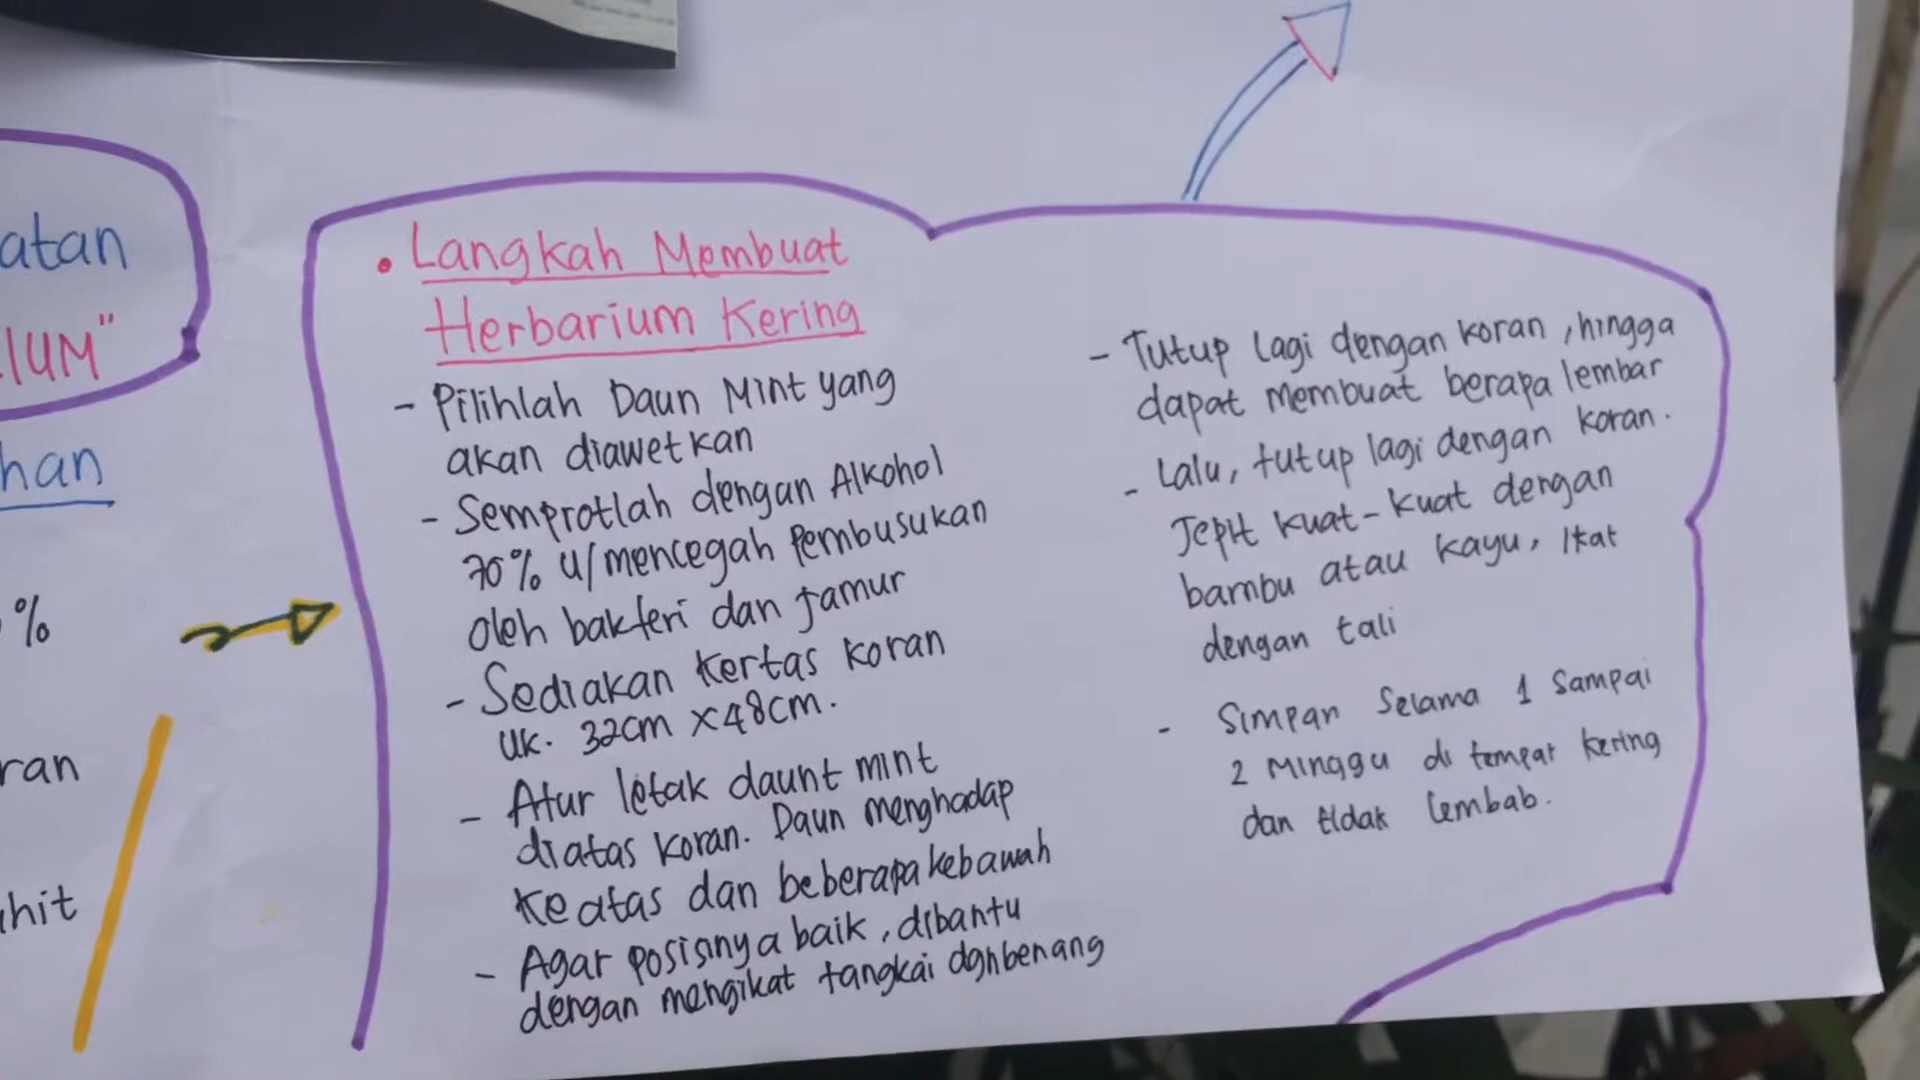 atan
IUM"
han
%
ran
hit
• Langkah Membuat
Herbarium Kering
- Pilihlah Daun Mint yang
akan diawetkan
- Semprotlah dengan Alkohol
70% u/mencegah Pembusukan
oleh bakteri dan jamur
- Sediakan Kertas koran
uk. 32cm x 48cm.
- Atur letak daunt mint
diatas koran. Daun menghadap
keatas dan beberapa kebawah
- Agar posisinya baik, dibantu
dengan mengikat tangkai dgn benang
- Tutup lagi dengan koran, hingga
dapat membuat berapa lembar
koran.
- Lalu, tutup lagi dengan
Jepit kuat-kuat dengan
bambu atau kayu, Ikat
dengan tali
- Simpan Selama 1 Sampai
2 Minggu di tempat kering
dan tidak lembab.